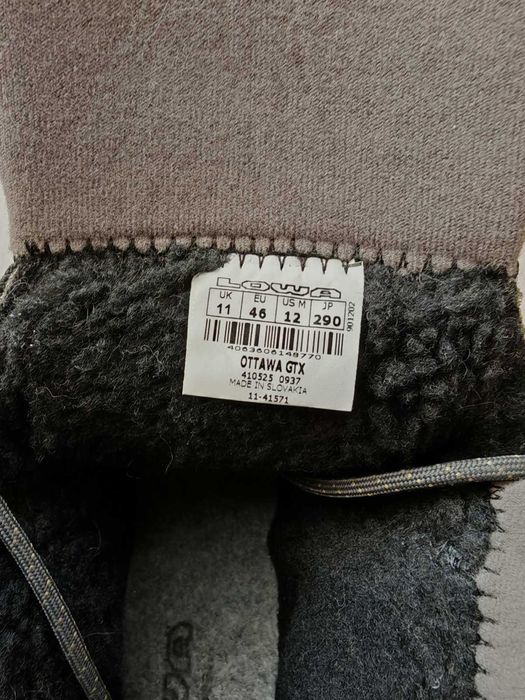 LOWA
UK EU US M JP
11 46 12 290
901202
4063606148770
OTTAWA GTX
410525 0937
MADE IN SLOVAKIA
11-41571